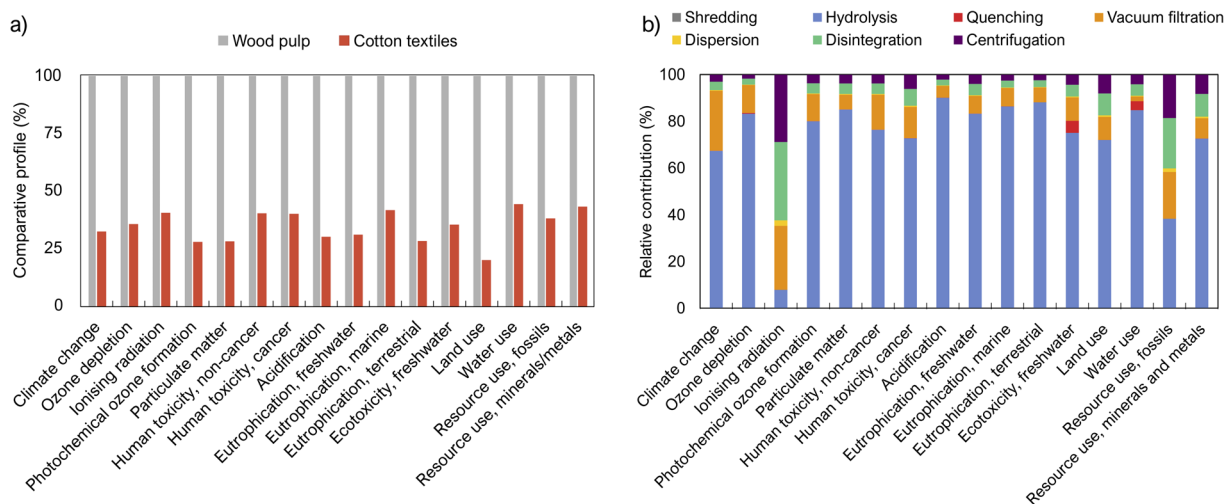 a)
Wood pulp
Cotton textiles
Comparative profile (%)
100
75
50
25
0
Climate change
Ozone depletion
Ionising radiation
Photochemical ozone formation
Particulate matter
Human toxicity, non-cancer
Human toxicity, cancer
Acidification
Eutrophication, freshwater
Eutrophication, marine
Eutrophication, terrestrial
Ecotoxicity, freshwater
Land use
Water use
Resource use, fossils
Resource use, minerals/metals
b)
Shredding
Hydrolysis
Quenching
Vacuum filtration
Dispersion
Disintegration
Centrifugation
Relative contribution (%)
100
80
60
40
20
0
Climate change
Ozone depletion
Ionising radiation
Photochemical ozone formation
Particulate matter
Human toxicity, non-cancer
Human toxicity, cancer
Acidification
Eutrophication, freshwater
Eutrophication, marine
Eutrophication, terrestrial
Ecotoxicity, freshwater
Land use
Water use
Resource use, fossils
Resource use, minerals and metals